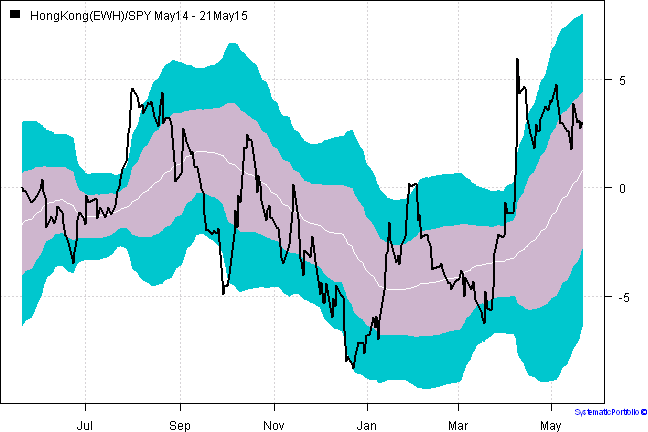 HongKong(EWH)/SPY May14 - 21May15
5
0
-5
Jul Sep Nov Jan Mar May
SystematicPortfolio ©